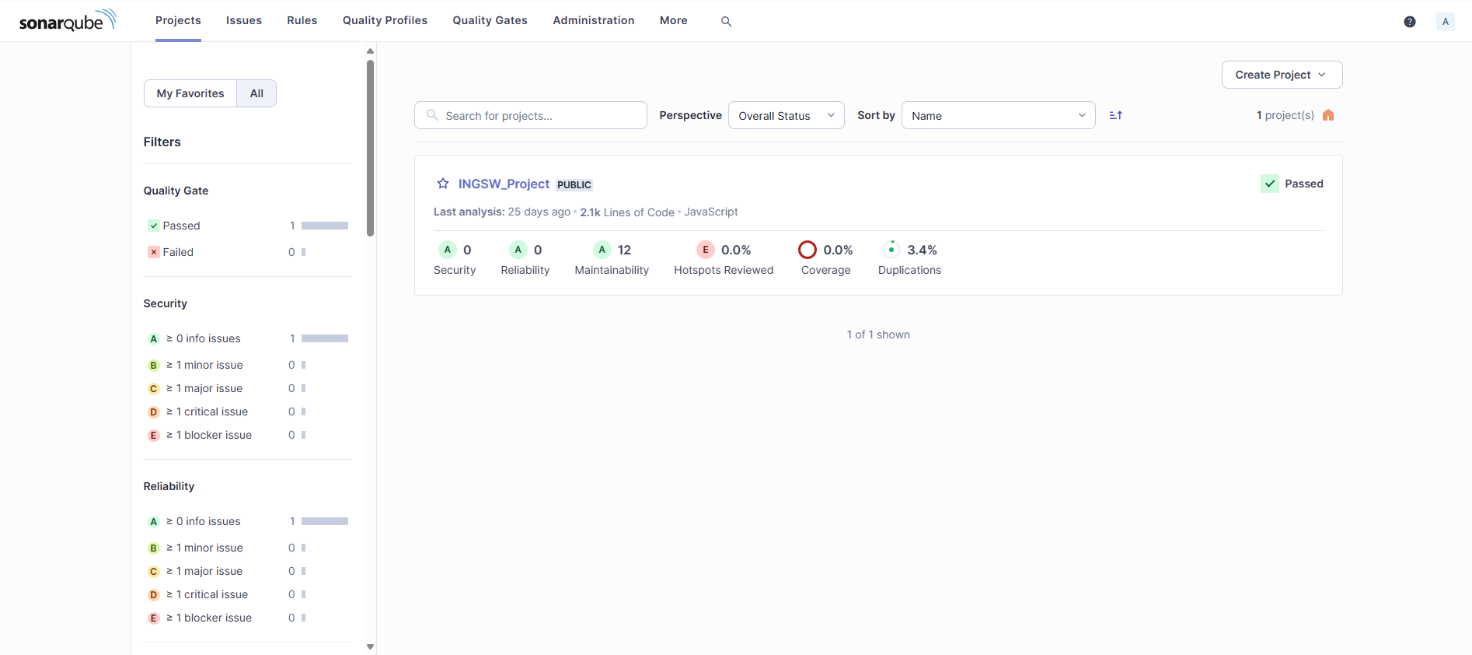 sonarqube Projects Issues Rules Quality Profiles Quality Gates Administration More ? A
My Favorites All
Filters
Quality Gate
Passed 1
Failed 0
Security
A ≥ 0 info issues 1
B ≥ 1 minor issue 0
C ≥ 1 major issue 0
D ≥ 1 critical issue 0
E ≥ 1 blocker issue 0
Reliability
A ≥ 0 info issues 1
B ≥ 1 minor issue 0
C ≥ 1 major issue 0
D ≥ 1 critical issue 0
E ≥ 1 blocker issue 0
Create Project
Search for projects... Perspective Overall Status Sort by Name 1 project(s)
INGSW_Project PUBLIC Passed
Last analysis: 25 days ago • 2.1k Lines of Code • JavaScript
A 0 A 0 A 12 E 0.0% 0.0% 3.4%
Security Reliability Maintainability Hotspots Reviewed Coverage Duplications
1 of 1 shown